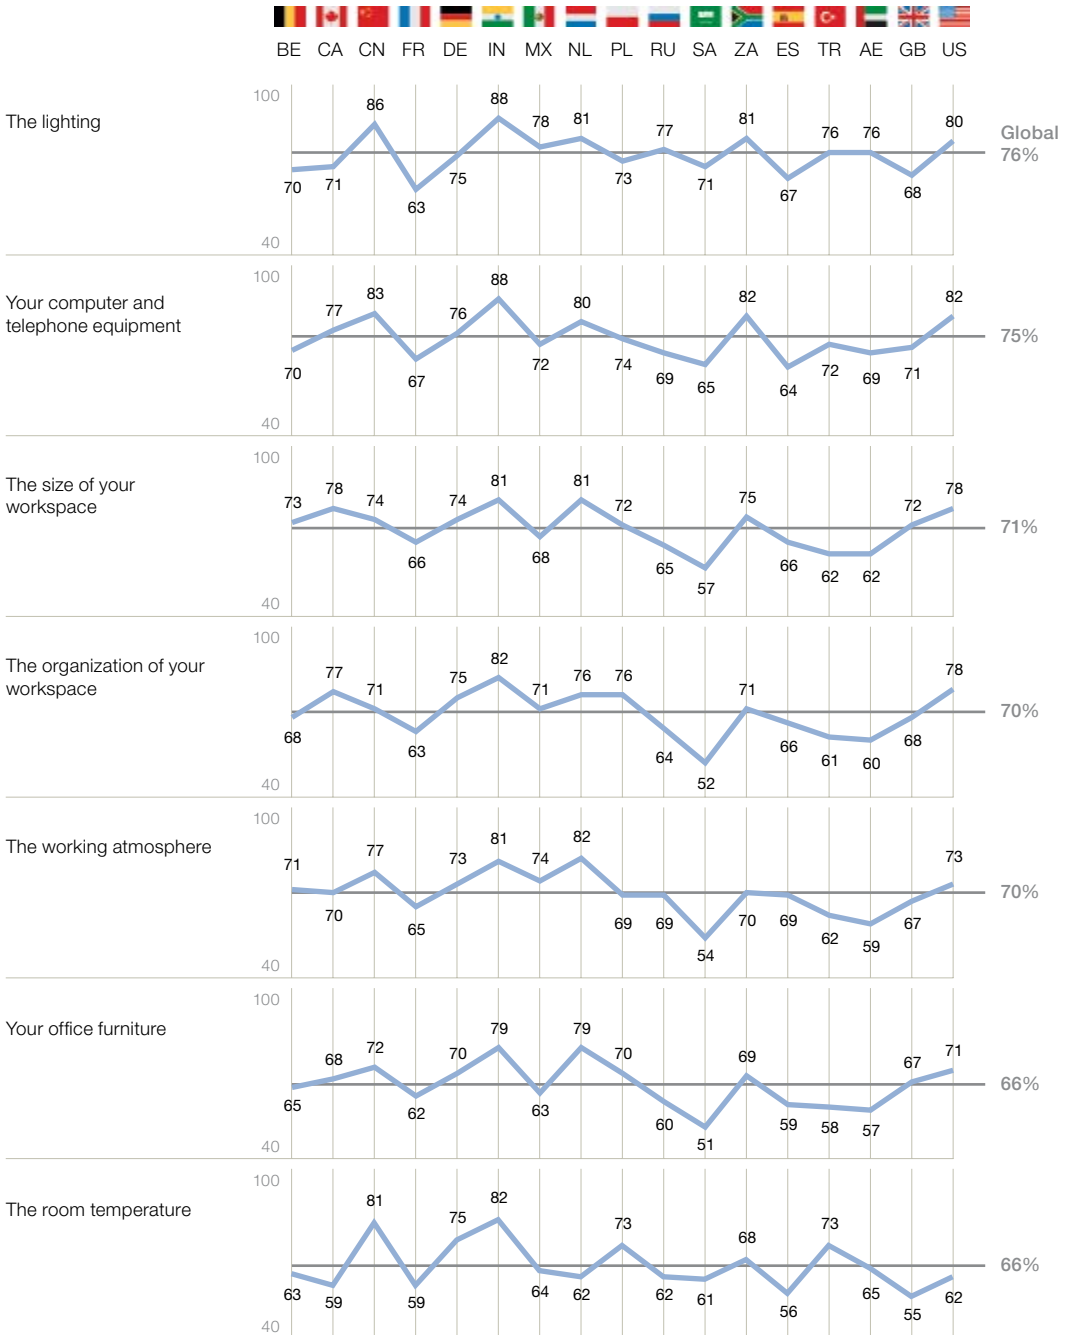 BE CA CN FR DE IN MX NL PL RU SA ZA ES TR AE GB US
The lighting
100
70 71 86 63 75 88 78 81 73 77 71 81 67 76 76 68 80
Global
76%
40
Your computer and
telephone equipment
100
70 77 83 67 76 88 72 80 74 69 65 82 64 72 69 71 82
75%
40
The size of your
workspace
100
73 78 74 66 74 81 68 81 72 65 57 75 66 62 62 72 78
71%
40
The organization of your
workspace
100
68 77 71 63 75 82 71 76 76 64 52 71 66 61 60 68 78
70%
40
The working atmosphere
100
71 70 77 65 73 81 74 82 69 69 54 70 69 62 59 67 73
70%
40
Your office furniture
100
65 68 72 62 70 79 63 79 70 60 51 69 59 58 57 67 71
66%
40
The room temperature
100
63 59 81 59 75 82 64 62 73 62 61 68 56 73 65 55 62
66%
40